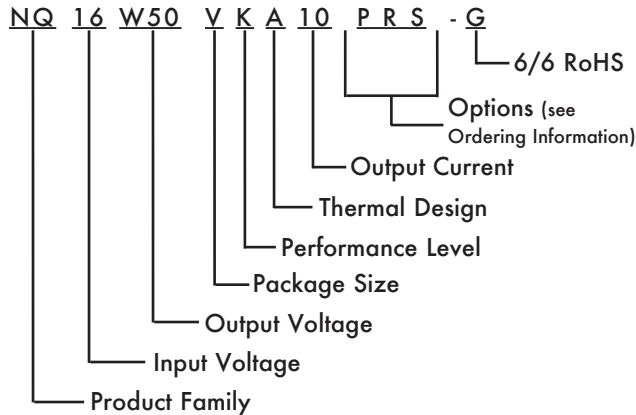 NQ 16 W50 V K A 10 P R S - G
6/6 RoHS
Options (see
Ordering Information)
Output Current
Thermal Design
Performance Level
Package Size
Output Voltage
Input Voltage
Product Family